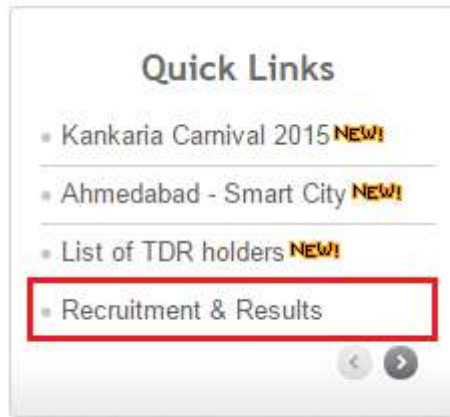 Quick Links
Kankaria Carnival 2015 NEW!
Ahmedabad - Smart City NEW!
List of TDR holders NEW!
Recruitment & Results